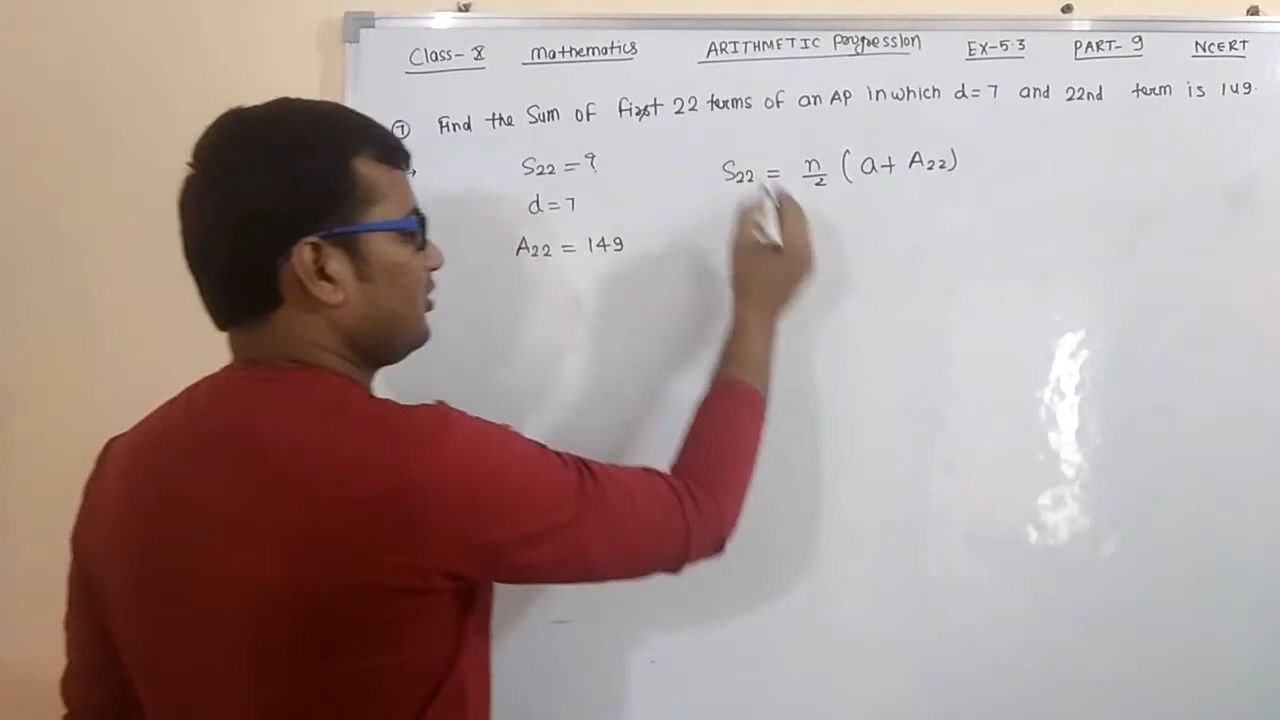 Class-X Mathematics ARITHMETIC Progression EX-5.3 PART-9 NCERT
7 Find the Sum of first 22 terms of an AP in which d=7 and 22nd term is 149.
S22 = ?
d = 7
A22 = 149
S22 = n/2 (a + A22)